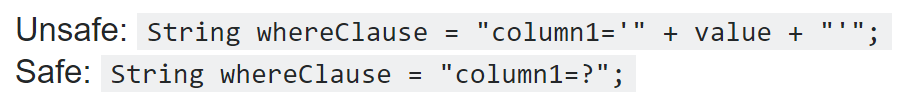 Unsafe: String whereClause = "column1='" + value + "'";
Safe: String whereClause = "column1=?";